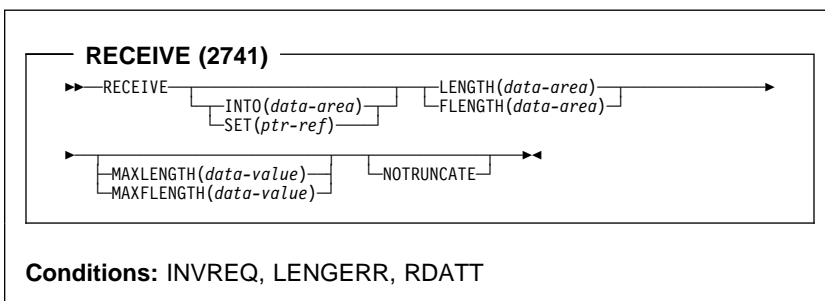 RECEIVE (2741)
RECEIVE LENGTH(data-area)
INTO(data-area) FLENGTH(data-area)
SET(ptr-ref)
MAXLENGTH(data-value) NOTRUNCATE
MAXFLENGTH(data-value)
Conditions: INVREQ, LENGERR, RDATT